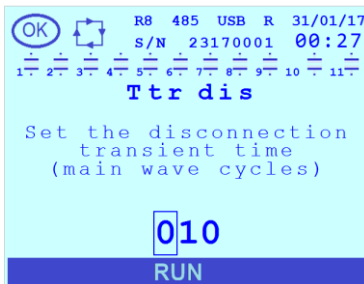 OK R8 485 USB R 31/01/17
S/N 23170001 00:27
1. 2. 3. 4. 5. 6. 7. 8. 9. 10 . 11.
Ttr dis
Set the disconnection
transient time
(main wave cycles)
010
RUN